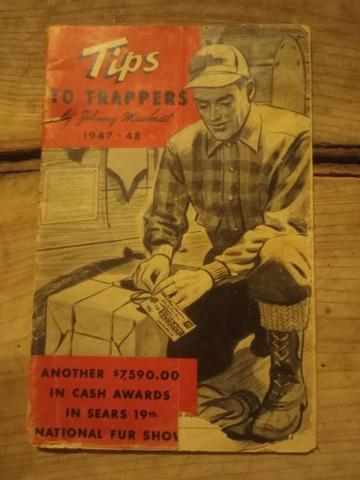 Tips
TO TRAPPERS
by Johnny Muskrat
1947 - 48
ANOTHER $7,590.00
IN CASH AWARDS
IN SEARS 19th
NATIONAL FUR SHOW